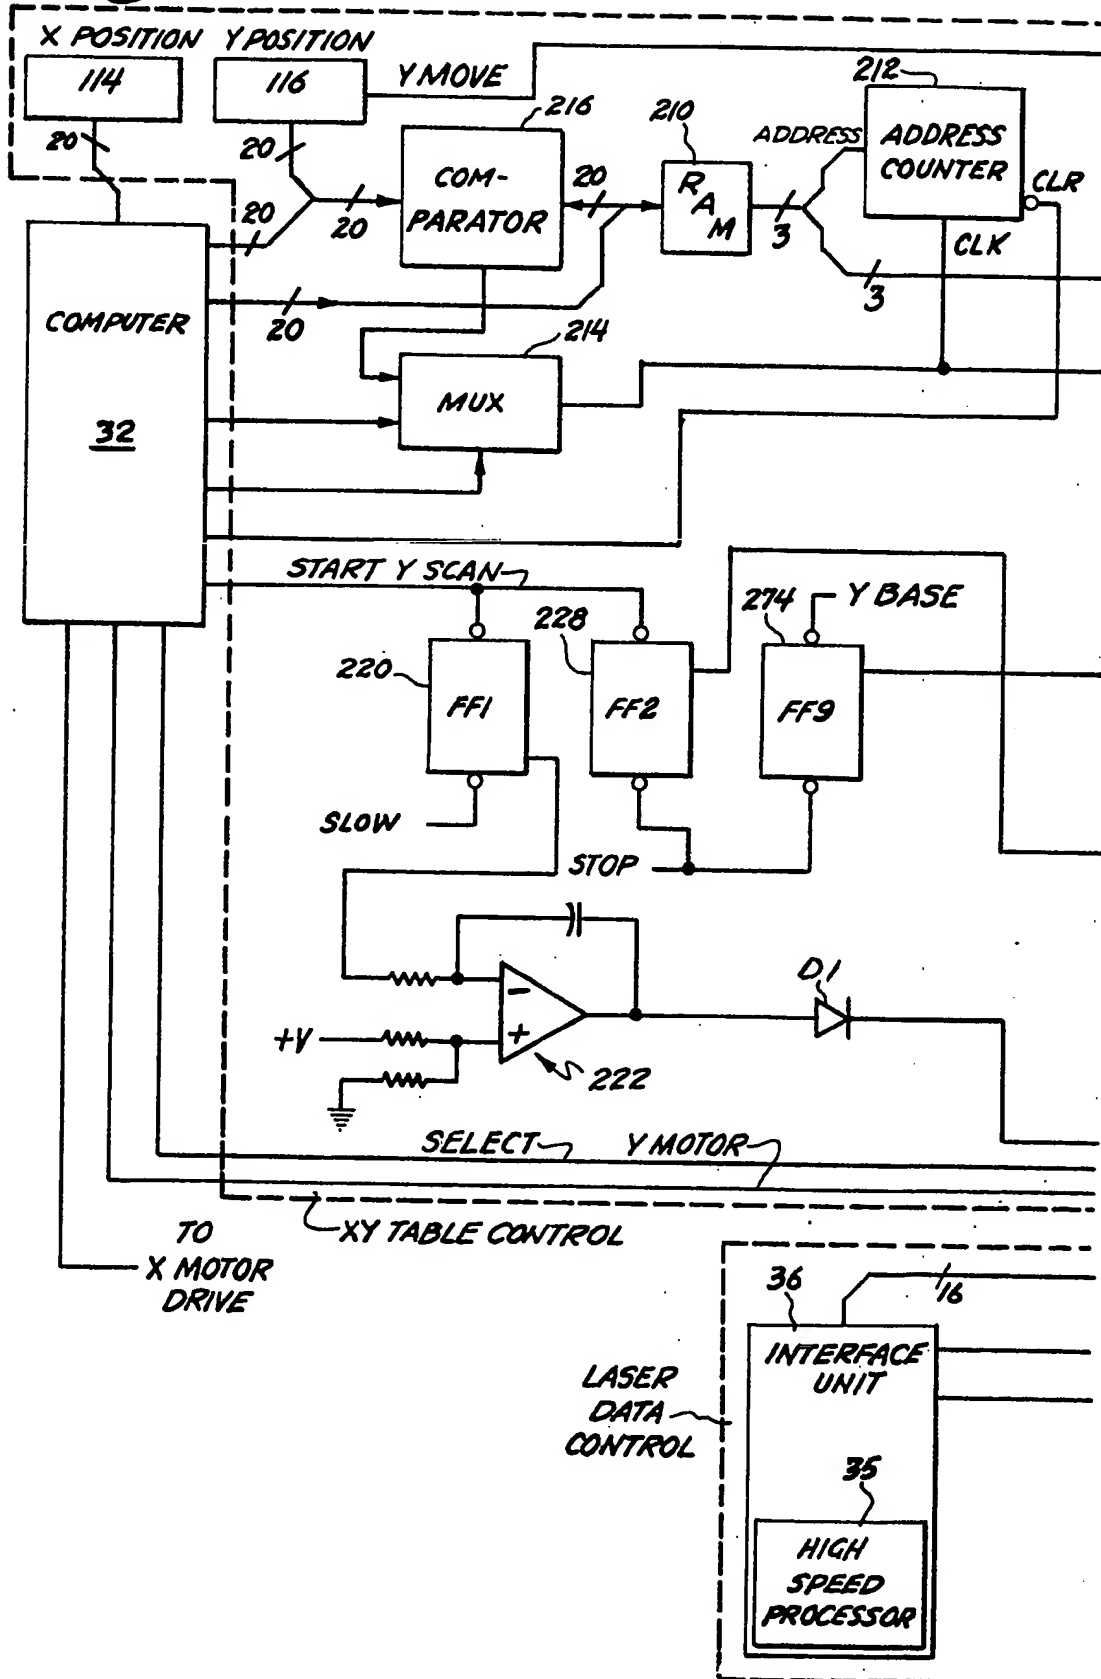 X POSITION Y POSITION
114
116
Y MOVE
212
216
210
20
20
ADDRESS
ADDRESS
COUNTER
COM-
PARATOR
20
RAM
CLR
20
20
3
CLK
3
20
COMPUTER
32
214
MUX
START Y SCAN
274
Y BASE
228
220
FF1
FF2
FF9
SLOW
STOP
D1
−
+V
+
222
SELECT
Y MOTOR
TO
X MOTOR
DRIVE
XY TABLE CONTROL
36
16
INTERFACE
UNIT
LASER
DATA
CONTROL
35
HIGH
SPEED
PROCESSOR